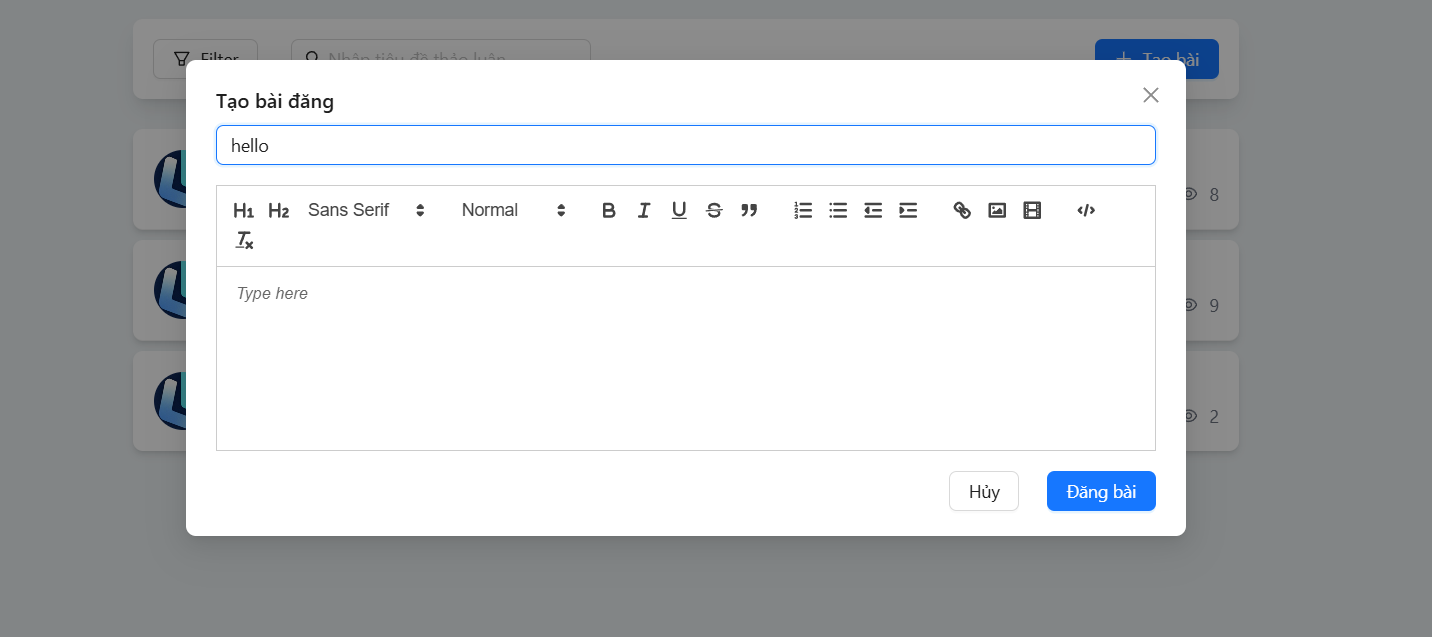 Filter
Nhập tiêu đề thảo luận
Tạo bài
Tạo bài đăng
hello
8
H1 H2 Sans Serif Normal B I U S
Type here
9
2
Hủy Đăng bài